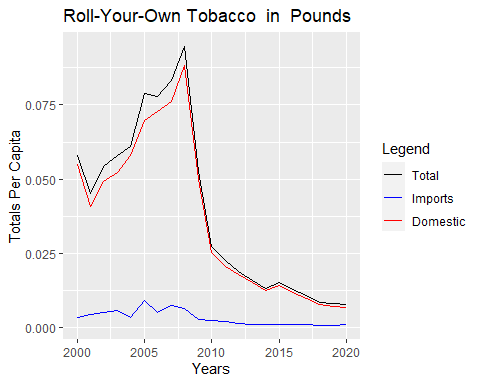 Roll-Your-Own Tobacco  in  Pounds
Totals Per Capita
0.075
0.050
0.025
0.000
2000
2005
2010
2015
2020
Years
Legend
Total
Imports
Domestic